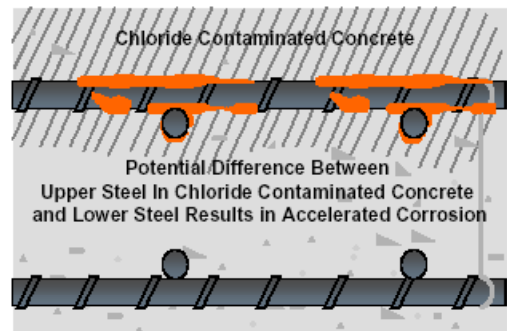 Chloride Contaminated Concrete
Potential Difference Between
Upper Steel In Chloride Contaminated Concrete
and Lower Steel Results in Accelerated Corrosion